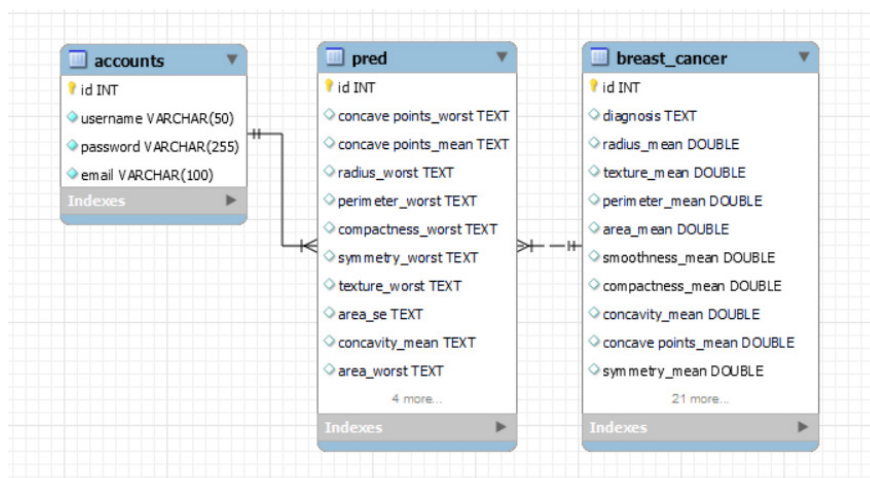 accounts
id INT
username VARCHAR(50)
password VARCHAR(255)
email VARCHAR(100)
Indexes
pred
id INT
concave points_worst TEXT
concave points_mean TEXT
radius_worst TEXT
perimeter_worst TEXT
compactness_worst TEXT
symmetry_worst TEXT
texture_worst TEXT
area_se TEXT
concavity_mean TEXT
area_worst TEXT
4 more...
Indexes
breast_cancer
id INT
diagnosis TEXT
radius_mean DOUBLE
texture_mean DOUBLE
perimeter_mean DOUBLE
area_mean DOUBLE
smoothness_mean DOUBLE
compactness_mean DOUBLE
concavity_mean DOUBLE
concave points_mean DOUBLE
symmetry_mean DOUBLE
21 more...
Indexes